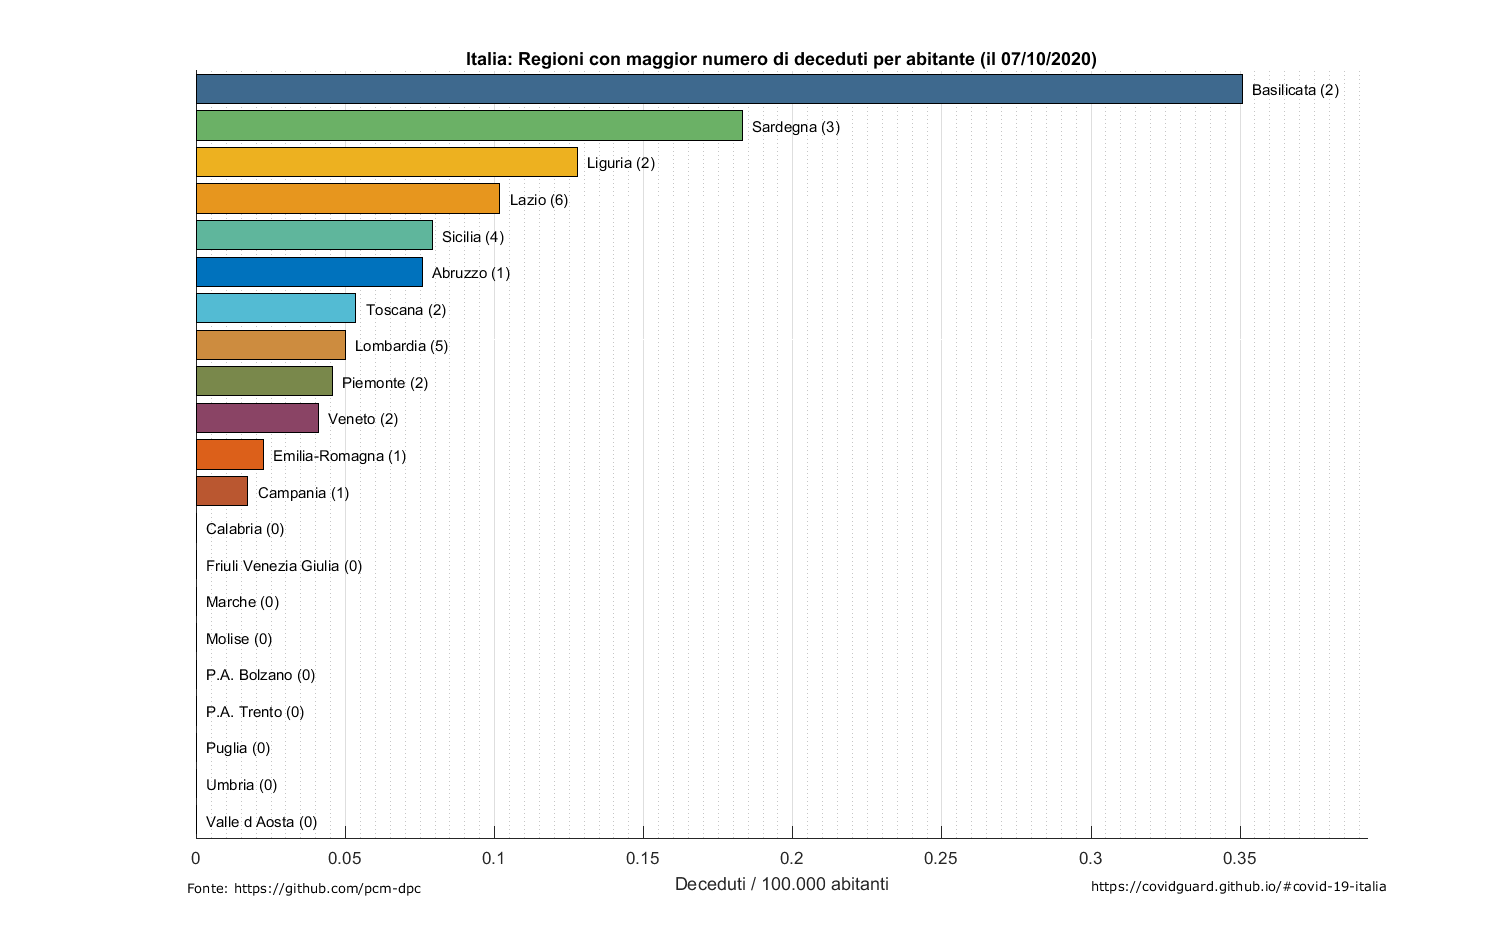 Italia: Regioni con maggior numero di deceduti per abitante (il 07/10/2020)
Basilicata (2)
Sardegna (3)
Liguria (2)
Lazio (6)
Sicilia (4)
Abruzzo (1)
Toscana (2)
Lombardia (5)
Piemonte (2)
Veneto (2)
Emilia-Romagna (1)
Campania (1)
Calabria (0)
Friuli Venezia Giulia (0)
Marche (0)
Molise (0)
P.A. Bolzano (0)
P.A. Trento (0)
Puglia (0)
Umbria (0)
Valle d Aosta (0)
0 0.05 0.1 0.15 0.2 0.25 0.3 0.35
Deceduti / 100.000 abitanti
Fonte: https://github.com/pcm-dpc
https://covidguard.github.io/#covid-19-italia